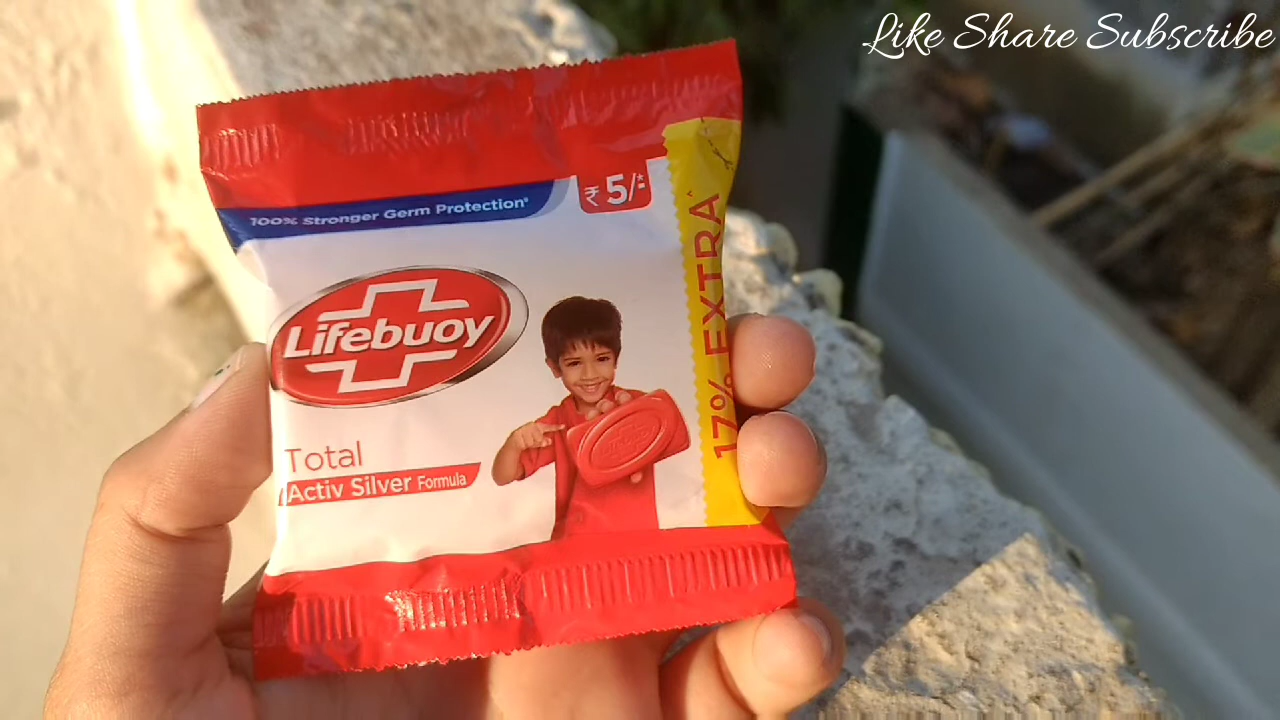 Like Share Subscribe
100% Stronger Germ Protection*
₹ 5/-*
17% EXTRA^
Lifebuoy
Total
Activ Silver Formula